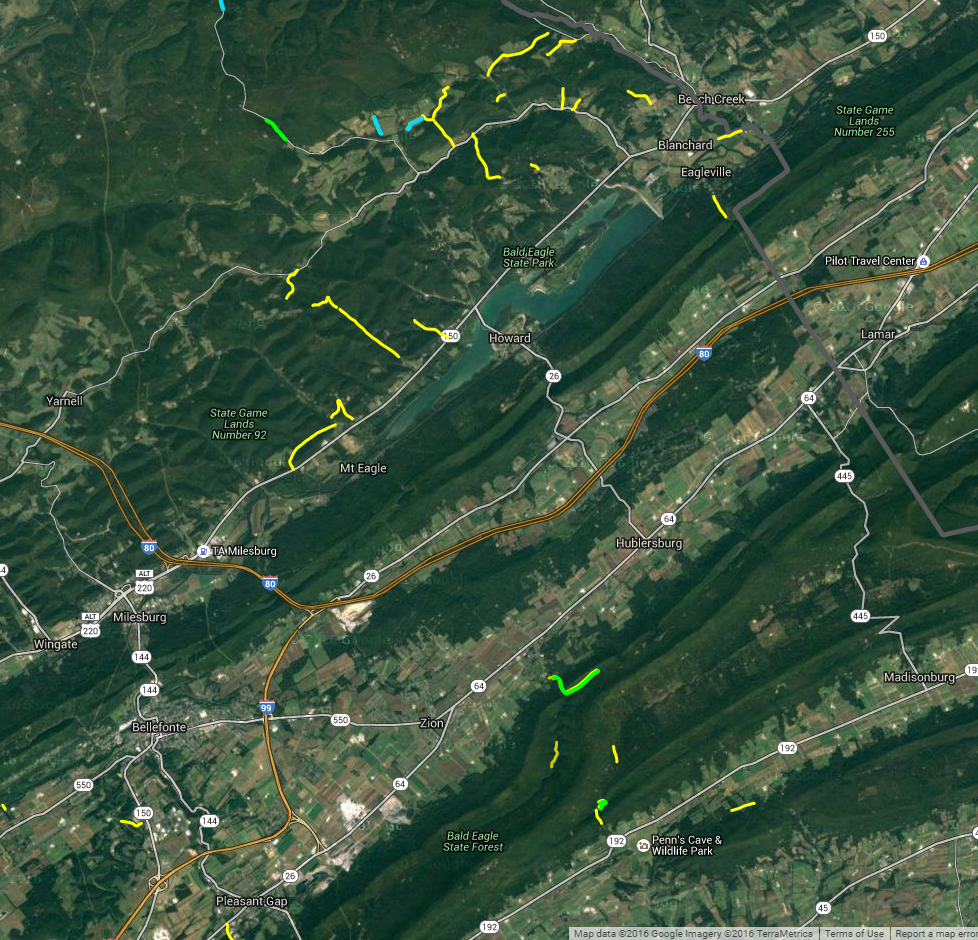 150
Beech Creek
State Game
Lands
Number 255
Blanchard
Eagleville
Bald Eagle
State Park
Pilot Travel Center
150
Howard
80
Lamar
26
64
Yarnell
State Game
Lands
Number 92
Mt Eagle
445
64
Hublersburg
80
TA Milesburg
26
80
ALT
220
ALT
220
Milesburg
Wingate
144
445
144
64
Madisonburg
99
550
Zion
Bellefonte
192
550
64
150
144
192
Penn's Cave &
Wildlife Park
Bald Eagle
State Forest
26
Pleasant Gap
45
192
Map data ©2016 Google Imagery ©2016 TerraMetrics
Terms of Use
Report a map erro